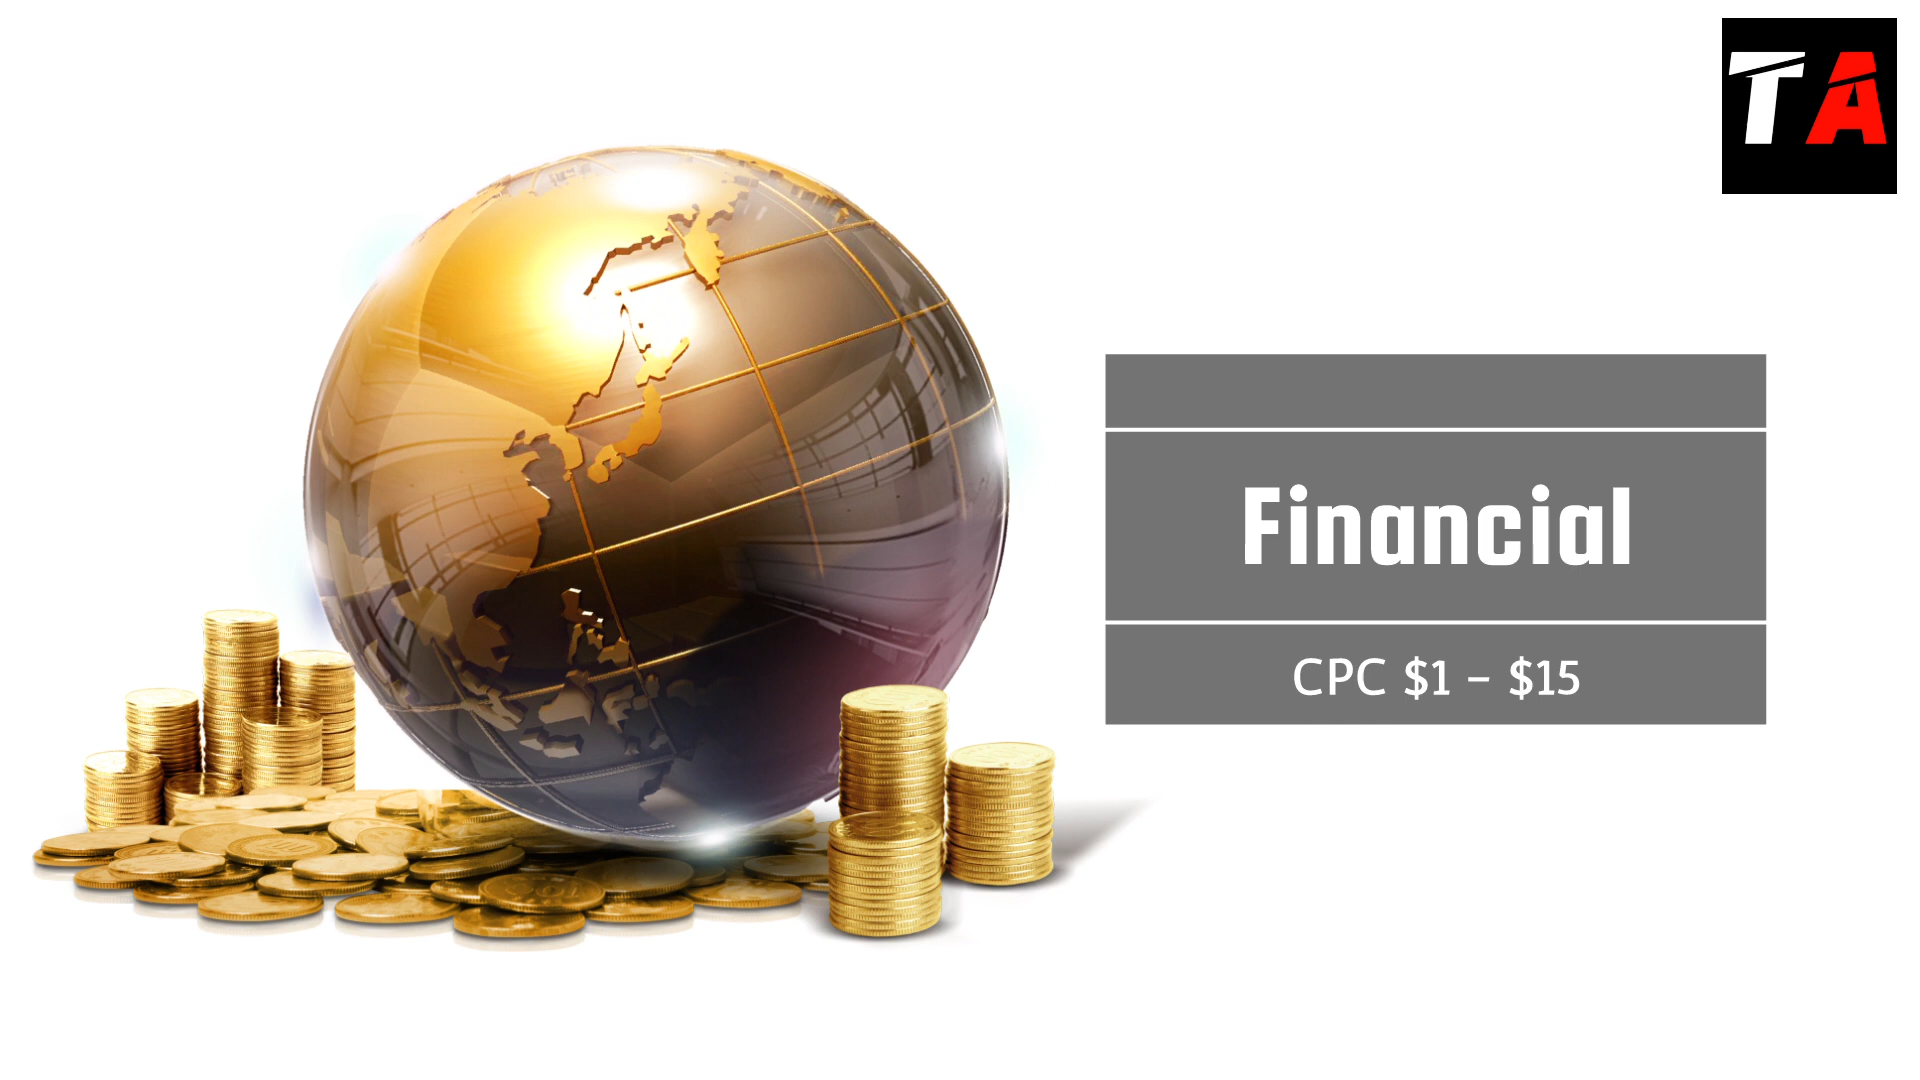 TA
Financial
CPC $1 – $15